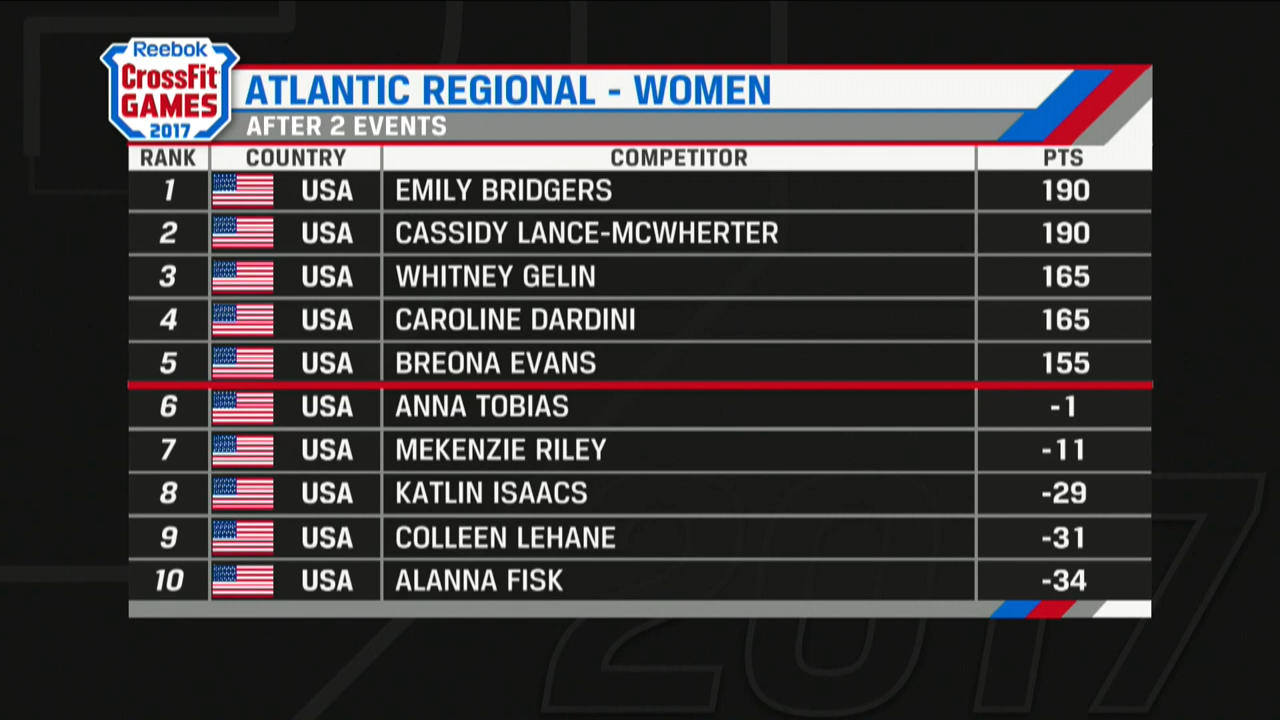 Reebok
CrossFit
GAMES
2017
ATLANTIC REGIONAL - WOMEN
AFTER 2 EVENTS
RANK COUNTRY COMPETITOR PTS
1 USA EMILY BRIDGERS 190
2 USA CASSIDY LANCE-MCWHERTER 190
3 USA WHITNEY GELIN 165
4 USA CAROLINE DARDINI 165
5 USA BREONA EVANS 155
6 USA ANNA TOBIAS -1
7 USA MEKENZIE RILEY -11
8 USA KATLIN ISAACS -29
9 USA COLLEEN LEHANE -31
10 USA ALANNA FISK -34
2017